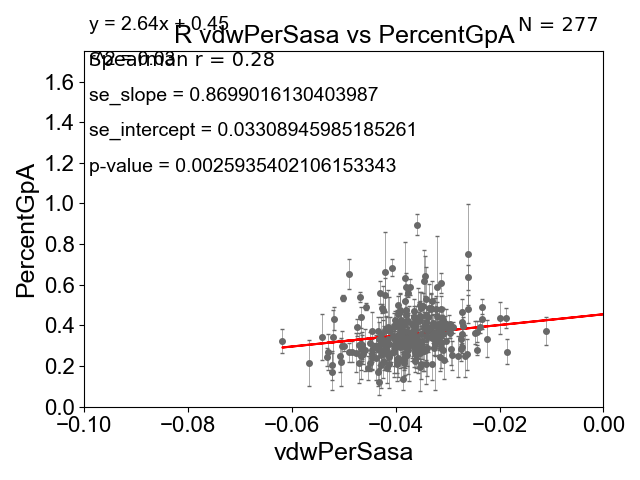 y = 2.64x + 0.45
N = 277
R vdwPerSasa vs PercentGpA
Spearman r = 0.28
se_slope = 0.8699016130403987
se_intercept = 0.03308945985185261
p-value = 0.0025935402106153343
PercentGpA
1.6
1.4
1.2
1.0
0.8
0.6
0.4
0.2
0.0
−0.10
−0.08
−0.06
−0.04
−0.02
0.00
vdwPerSasa